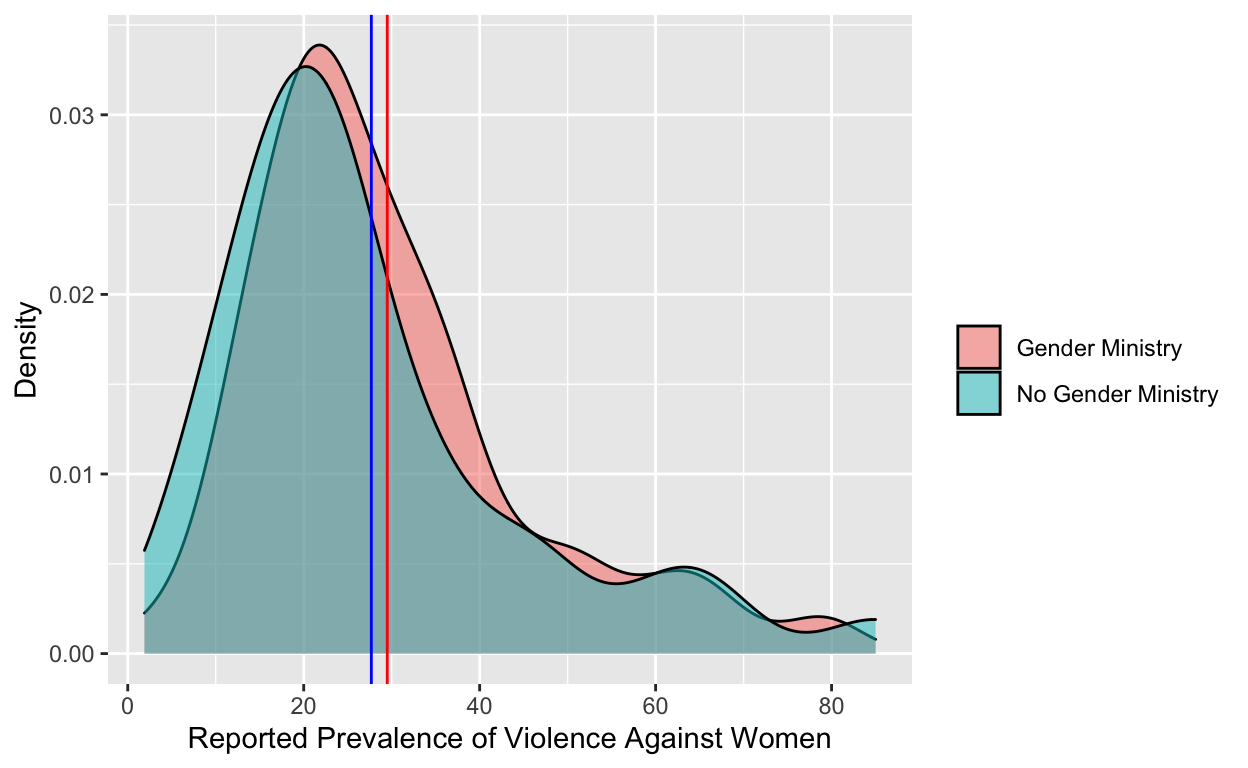 0.03
0.02
0.01
0.00
Density
0 20 40 60 80
Reported Prevalence of Violence Against Women
Gender Ministry
No Gender Ministry